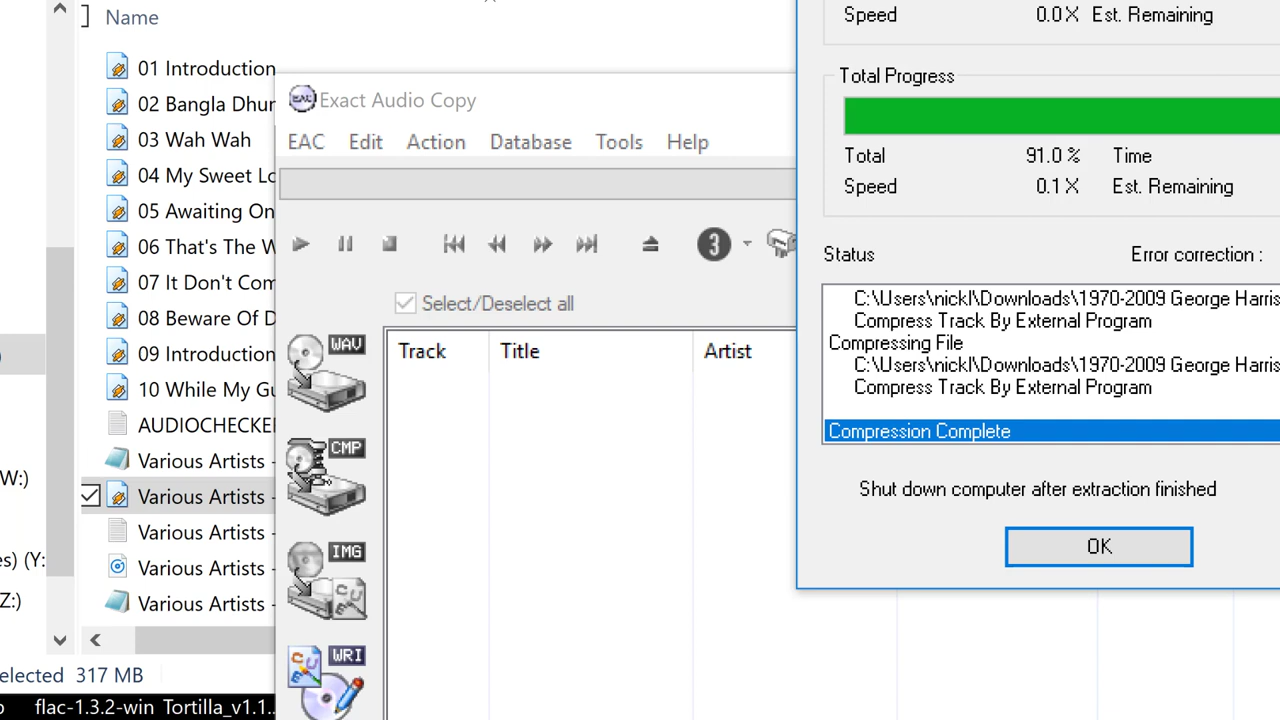 Name
01 Introduction
02 Bangla Dhun
03 Wah Wah
04 My Sweet Lo
05 Awaiting On
06 That's The W
07 It Don't Com
08 Beware Of D
09 Introduction
10 While My Gu
AUDIOCHECKER
Various Artists -
Various Artists -
Various Artists -
Various Artists -
Various Artists -
W:)
es) (Y:
Z:)
elected 317 MB
p flac-1.3.2-win Tortilla_v1.1...
EAC Exact Audio Copy
EAC Edit Action Database Tools Help
3
Select/Deselect all
Track Title Artist
WAV
CMP
IMG
WRI
Speed 0.0 X Est. Remaining
Total Progress
Total 91.0 % Time
Speed 0.1 X Est. Remaining
Status Error correction :
C:\Users\nickl\Downloads\1970-2009 George Harris
Compress Track By External Program
Compressing File
C:\Users\nickl\Downloads\1970-2009 George Harris
Compress Track By External Program
Compression Complete
Shut down computer after extraction finished
OK